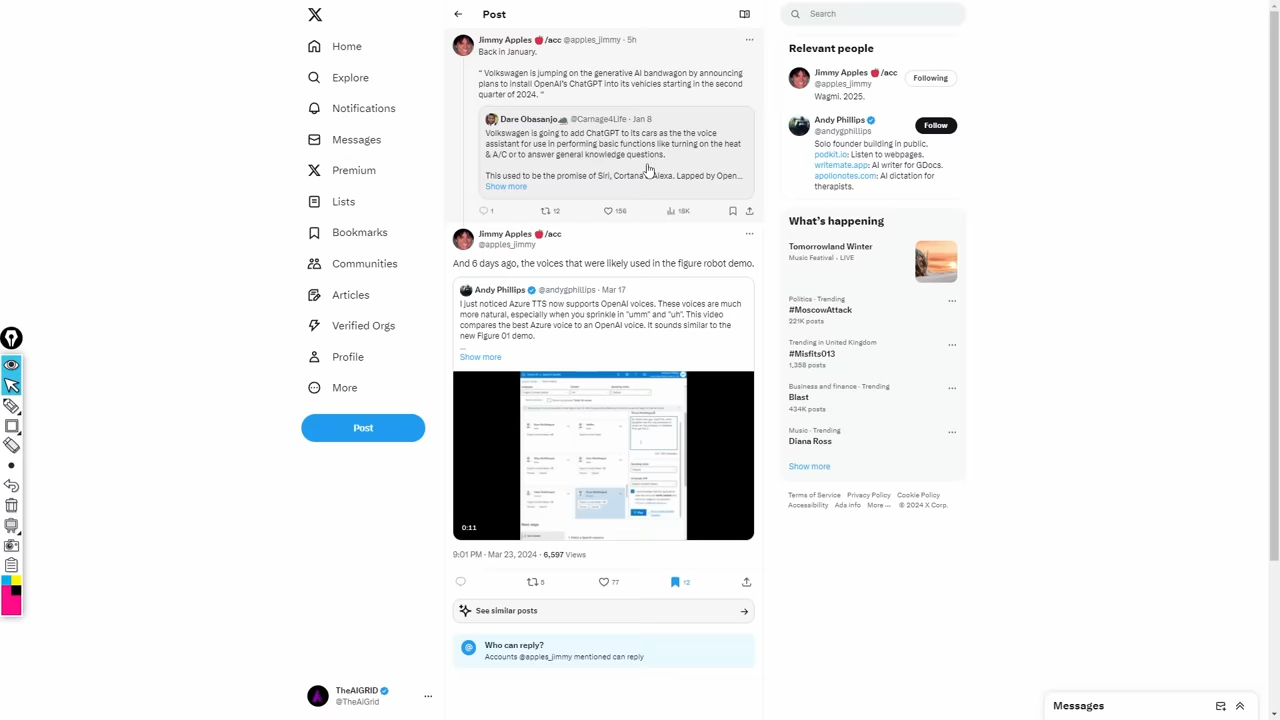 Home
Explore
Notifications
Messages
Premium
Lists
Bookmarks
Communities
Articles
Verified Orgs
Profile
More
Post
TheAIGRID
@TheAiGrid
Post
Jimmy Apples /acc @apples_jimmy · 5h
Back in January.
" Volkswagen is jumping on the generative AI bandwagon by announcing
plans to install OpenAI's ChatGPT into its vehicles starting in the second
quarter of 2024. "
Dare Obasanjo @Carnage4Life · Jan 8
Volkswagen is going to add ChatGPT to its cars as the the voice
assistant for use in performing basic functions like turning on the heat
& A/C or to answer general knowledge questions.
This used to be the promise of Siri, Cortana Alexa. Lapped by Open...
Show more
1
12
156
18K
Jimmy Apples /acc
@apples_jimmy
And 6 days ago, the voices that were likely used in the figure robot demo.
Andy Phillips @andygphillips · Mar 17
I just noticed Azure TTS now supports OpenAI voices. These voices are much
more natural, especially when you sprinkle in "umm" and "uh". This video
compares the best Azure voice to an OpenAI voice. It sounds similar to the
new Figure 01 demo.
...
Show more
0:11
9:01 PM · Mar 23, 2024 · 6,597 Views
5
77
12
See similar posts
Who can reply?
Accounts @apples_jimmy mentioned can reply
Search
Relevant people
Jimmy Apples /acc
@apples_jimmy
Following
Wagmi. 2025.
Andy Phillips
@andygphillips
Follow
Solo founder building in public.
podkit.io: Listen to webpages.
writemate.app: AI writer for GDocs.
apollonotes.com: AI dictation for
therapists.
What's happening
Tomorrowland Winter
Music Festival · LIVE
Politics · Trending
#MoscowAttack
221K posts
Trending in United Kingdom
#Misfits013
1,358 posts
Business and finance · Trending
Blast
434K posts
Music · Trending
Diana Ross
Show more
Terms of Service Privacy Policy Cookie Policy
Accessibility Ads info More ... © 2024 X Corp.
Messages